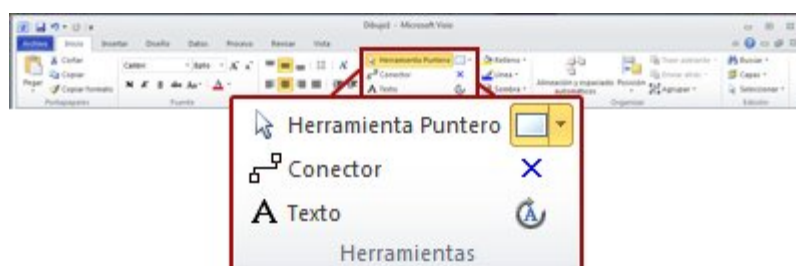 Dibujo1 - Microsoft Visio
Archivo Inicio Insertar Diseño Datos Proceso Revisar Vista
Cortar
Copiar
Copiar formato
Pegar
Portapapeles
Calibri
Fuente
Herramienta Puntero
Conector
Texto
Relleno
Línea
Sombra
Alineación y espaciado automáticos
Posición
Traer adelante
Enviar atrás
Agrupar
Organizar
Buscar
Capas
Seleccionar
Edición
Herramienta Puntero
Conector
A Texto
Herramientas